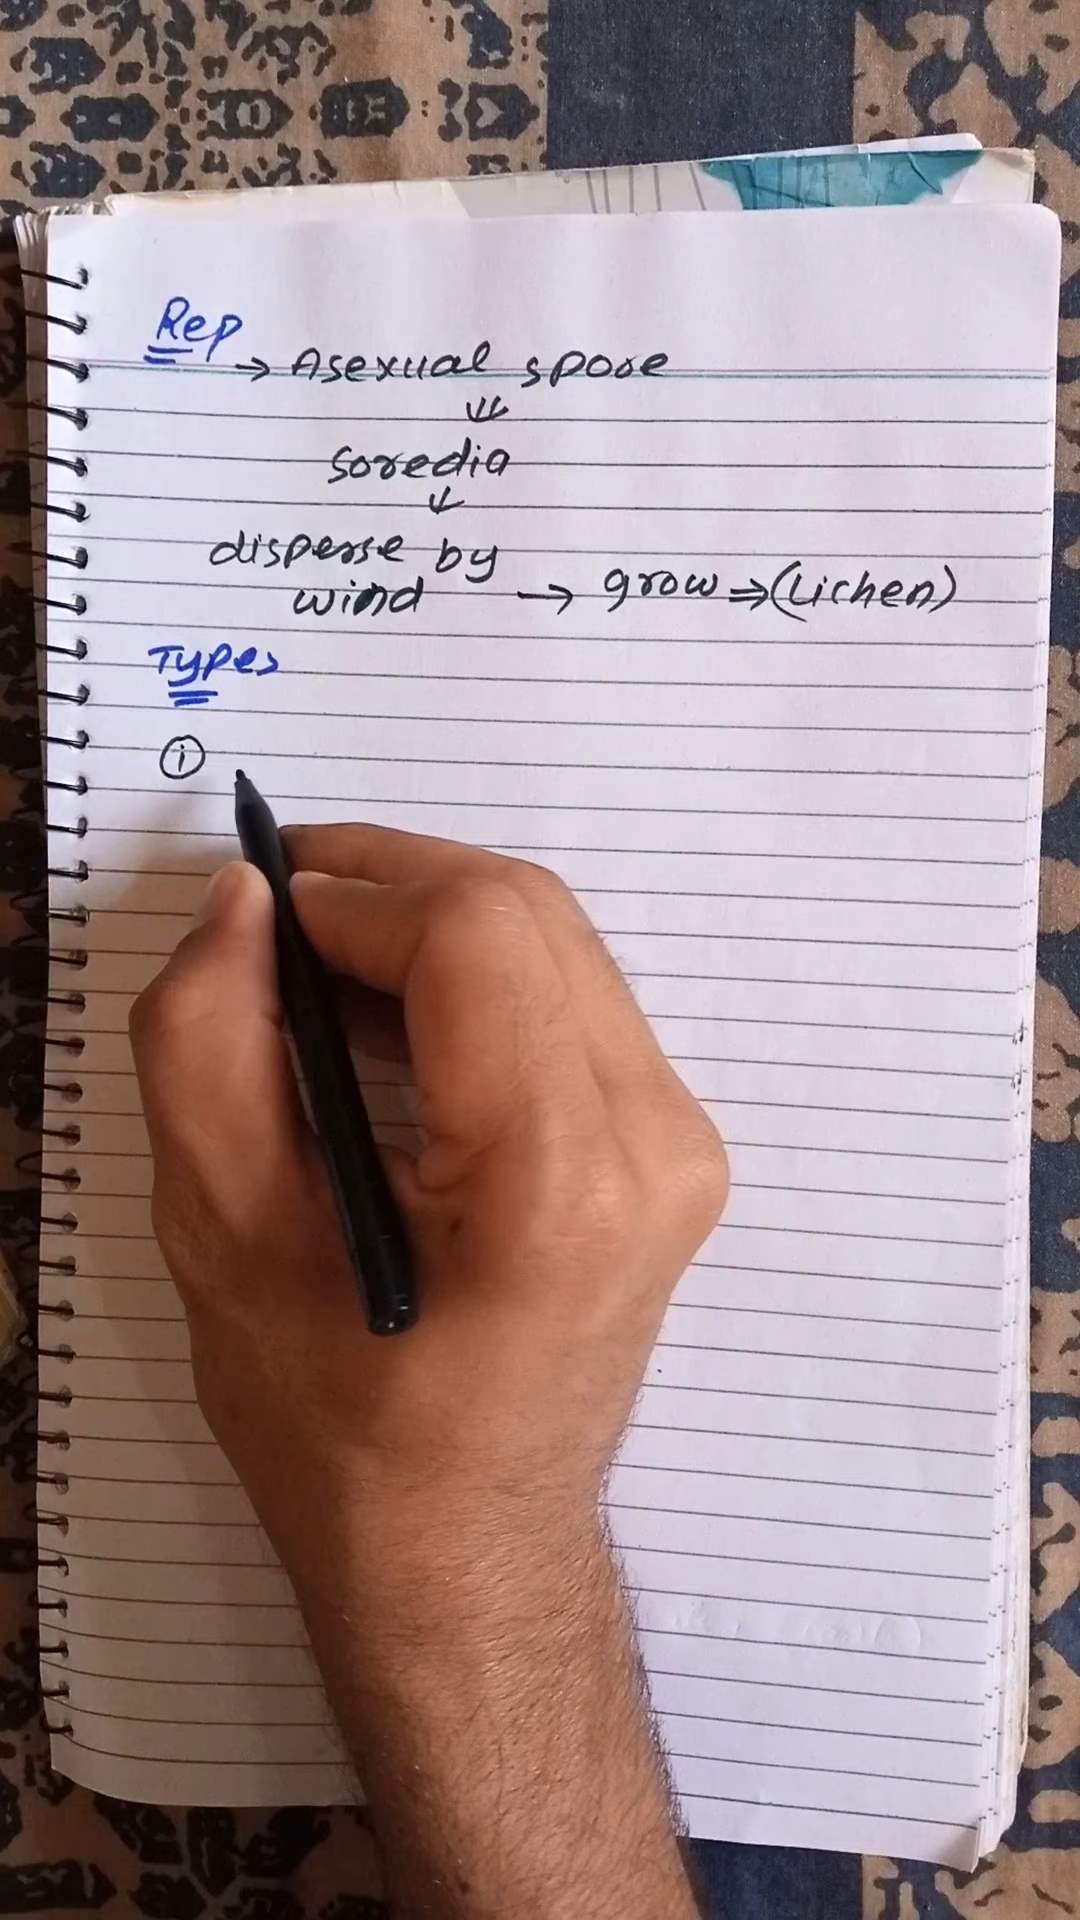 Rep
→ Asexual spore
↓↓
soredia
↓
disperse by
wind → grow ⇒ (Lichen)
Types
(i)